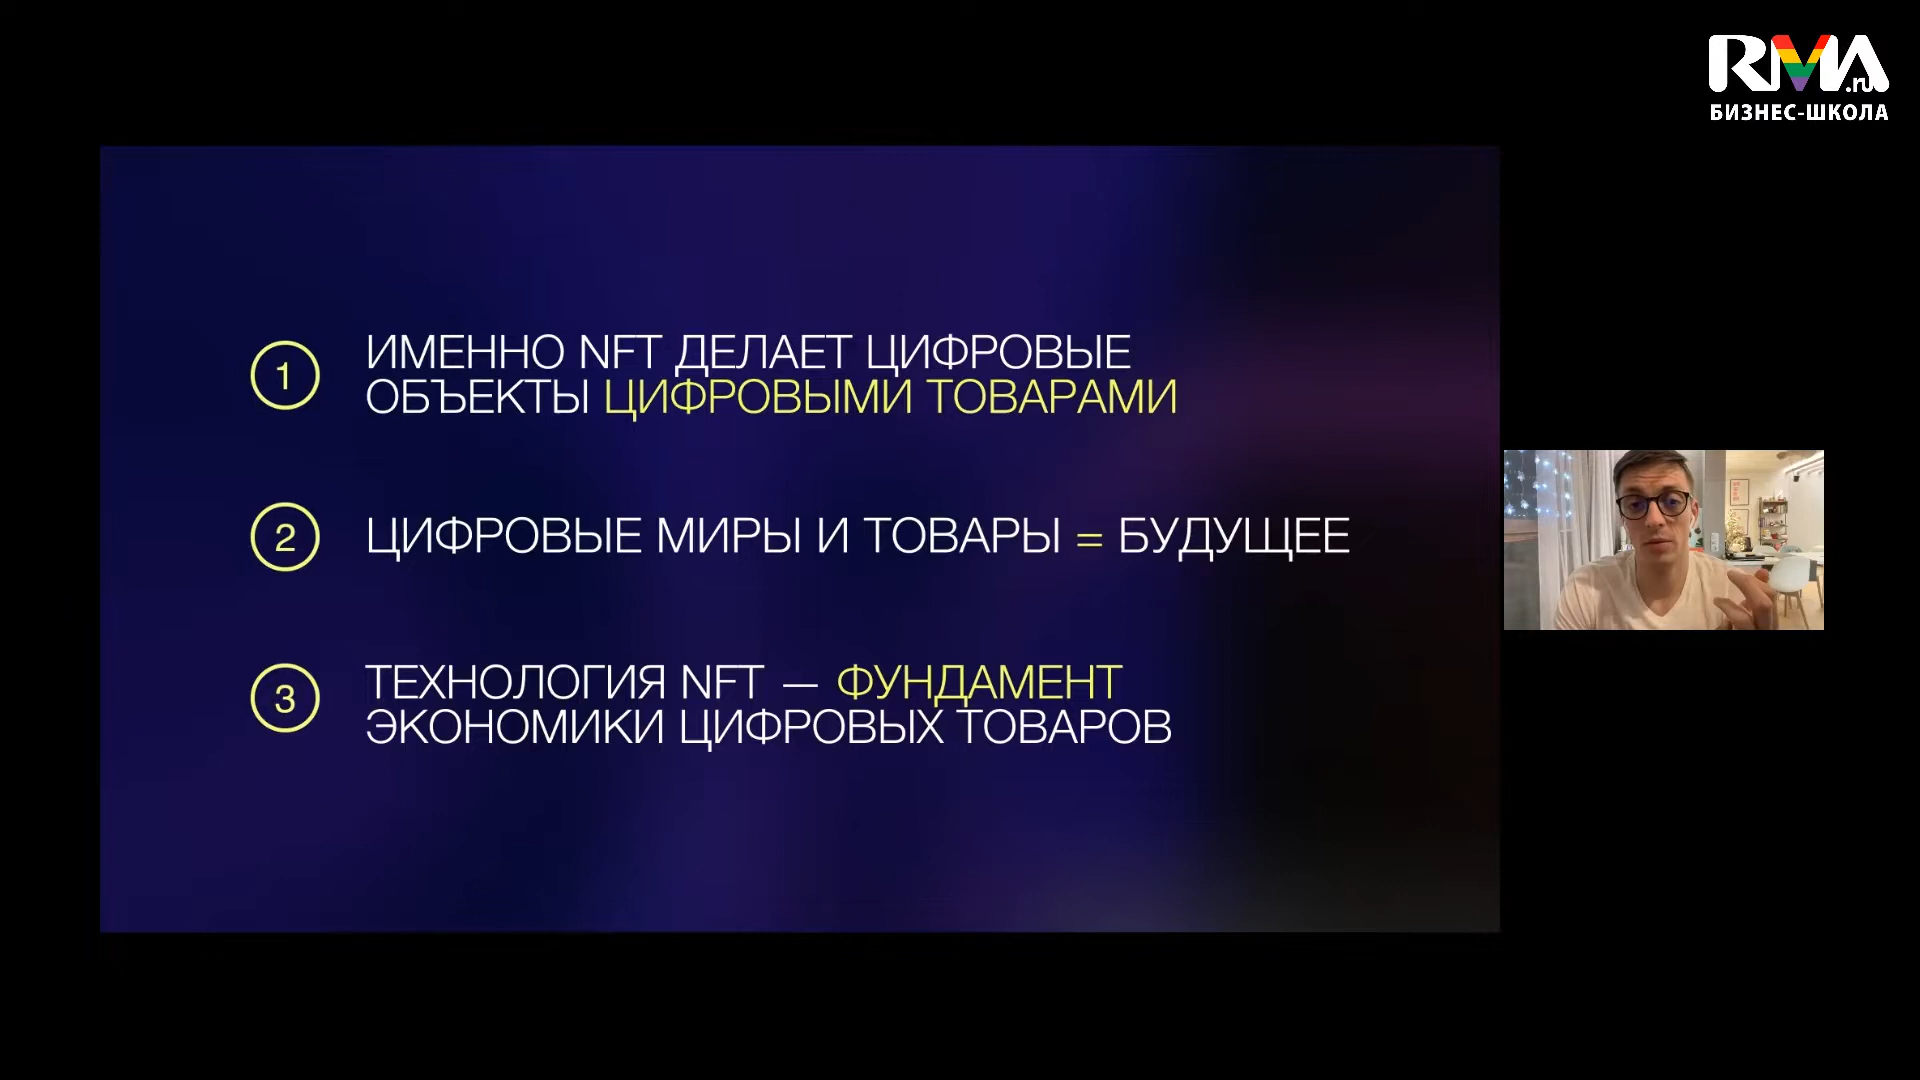 RMA.ru
БИЗНЕС-ШКОЛА
1
ИМЕННО NFT ДЕЛАЕТ ЦИФРОВЫЕ
ОБЪЕКТЫ ЦИФРОВЫМИ ТОВАРАМИ
2
ЦИФРОВЫЕ МИРЫ И ТОВАРЫ = БУДУЩЕЕ
3
ТЕХНОЛОГИЯ NFT — ФУНДАМЕНТ
ЭКОНОМИКИ ЦИФРОВЫХ ТОВАРОВ